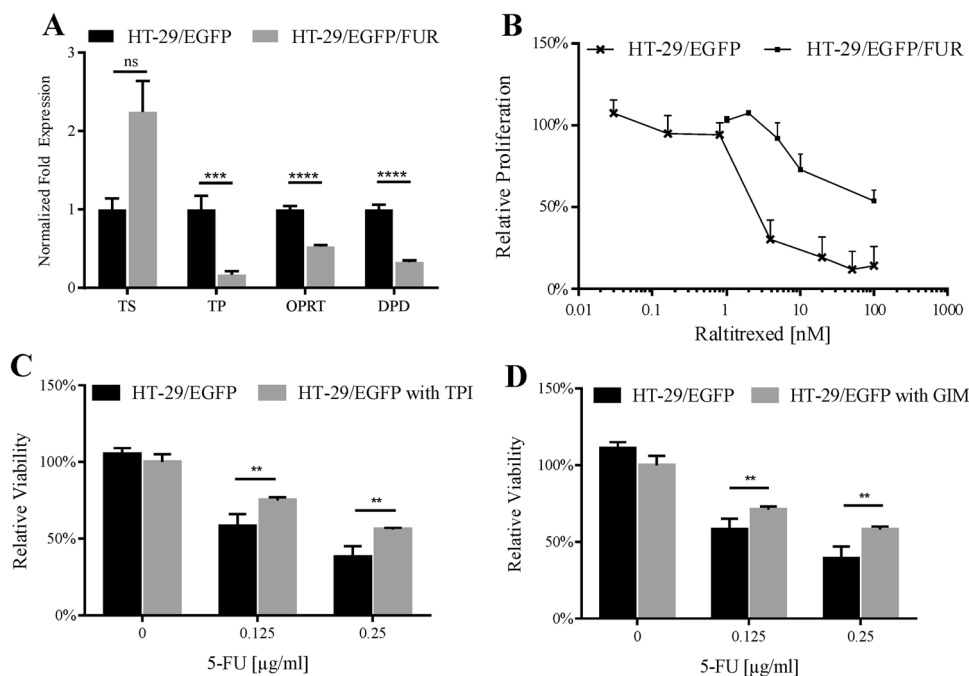 A
HT-29/EGFP HT-29/EGFP/FUR
Normalized Fold Expression
3
2
1
0
ns
***
****
****
TS TP OPRT DPD
B
150%
HT-29/EGFP HT-29/EGFP/FUR
Relative Proliferation
100%
50%
0%
0.01 0.1 1 10 100 1000
Raltitrexed [nM]
C
150%
HT-29/EGFP HT-29/EGFP with TPI
Relative Viability
100%
50%
0%
**
**
0 0.125 0.25
5-FU [µg/ml]
D
150%
HT-29/EGFP HT-29/EGFP with GIM
Relative Viability
100%
50%
0%
**
**
0 0.125 0.25
5-FU [µg/ml]